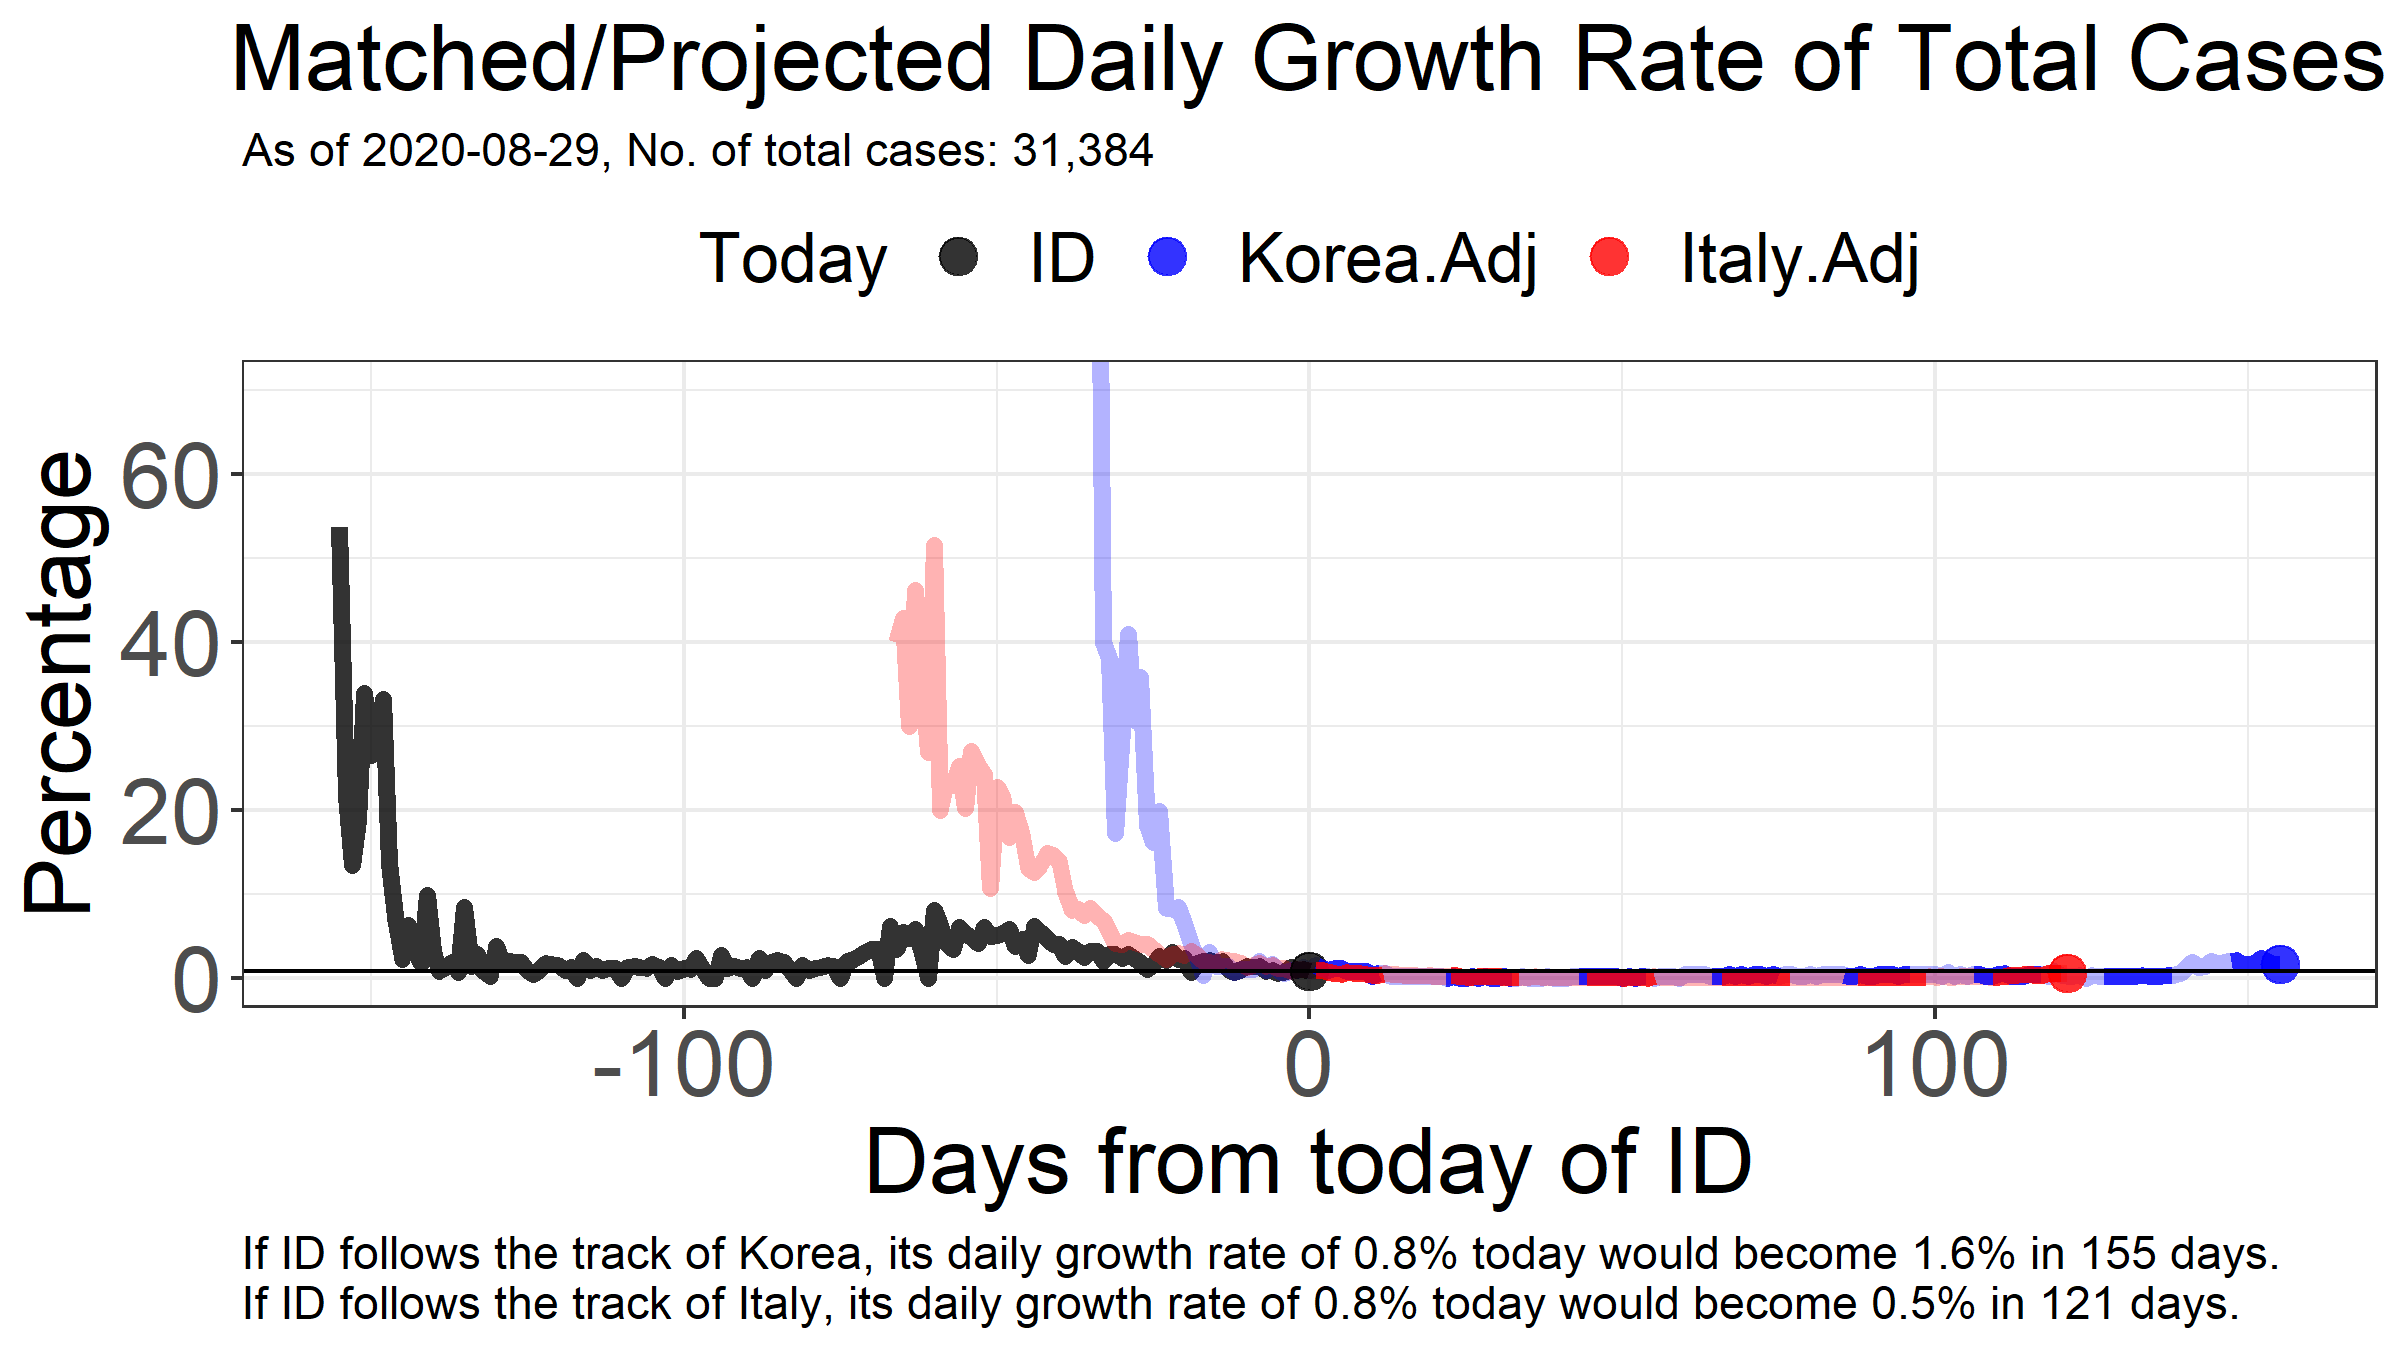 Matched/Projected Daily Growth Rate of Total Cases
As of 2020-08-29, No. of total cases: 31,384
Today ID Korea.Adj Italy.Adj
Percentage
60
40
20
0
-100 0 100
Days from today of ID
If ID follows the track of Korea, its daily growth rate of 0.8% today would become 1.6% in 155 days.
If ID follows the track of Italy, its daily growth rate of 0.8% today would become 0.5% in 121 days.